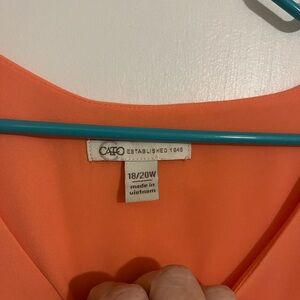 CATO ESTABLISHED 1946
18/20W
made in
vietnam